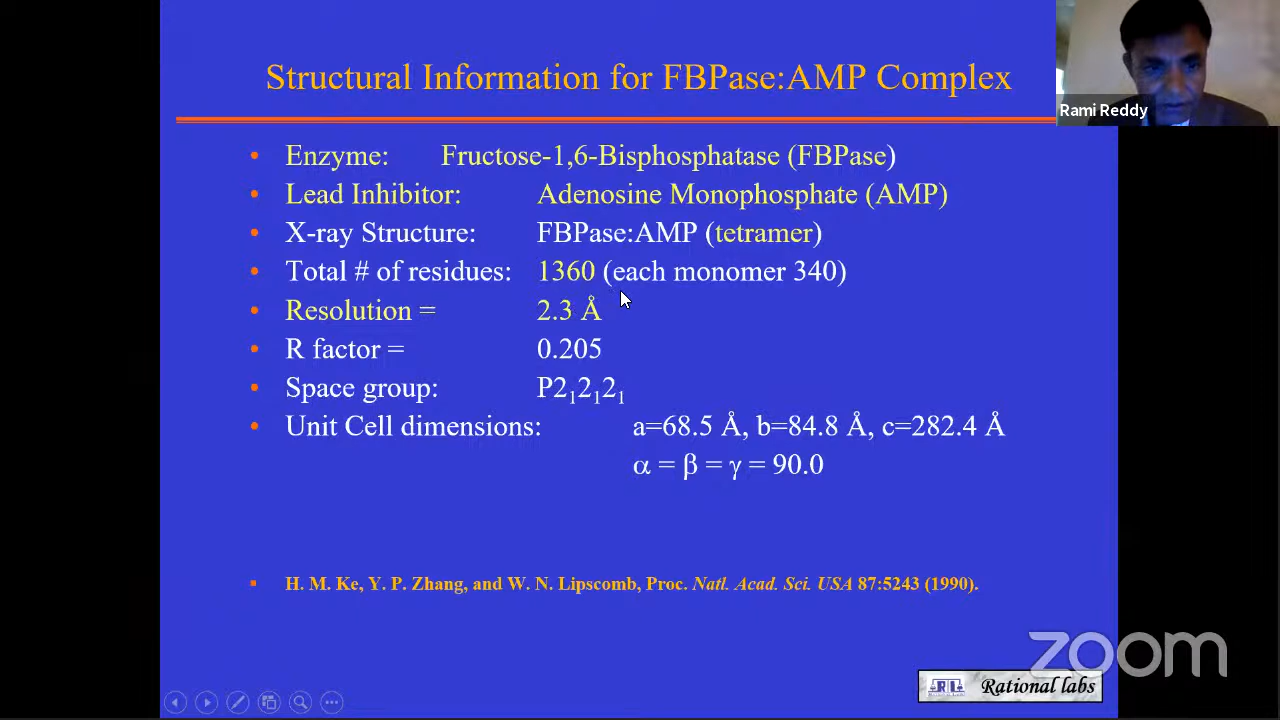 Structural Information for FBPase:AMP Complex
Rami Reddy
• Enzyme: Fructose-1,6-Bisphosphatase (FBPase)
• Lead Inhibitor: Adenosine Monophosphate (AMP)
• X-ray Structure: FBPase:AMP (tetramer)
• Total # of residues: 1360 (each monomer 340)
• Resolution = 2.3 Å
• R factor = 0.205
• Space group: P2₁2₁2₁
• Unit Cell dimensions: a=68.5 Å, b=84.8 Å, c=282.4 Å
α = β = γ = 90.0
▪ H. M. Ke, Y. P. Zhang, and W. N. Lipscomb, Proc. Natl. Acad. Sci. USA 87:5243 (1990).
zoom
RL Rational labs